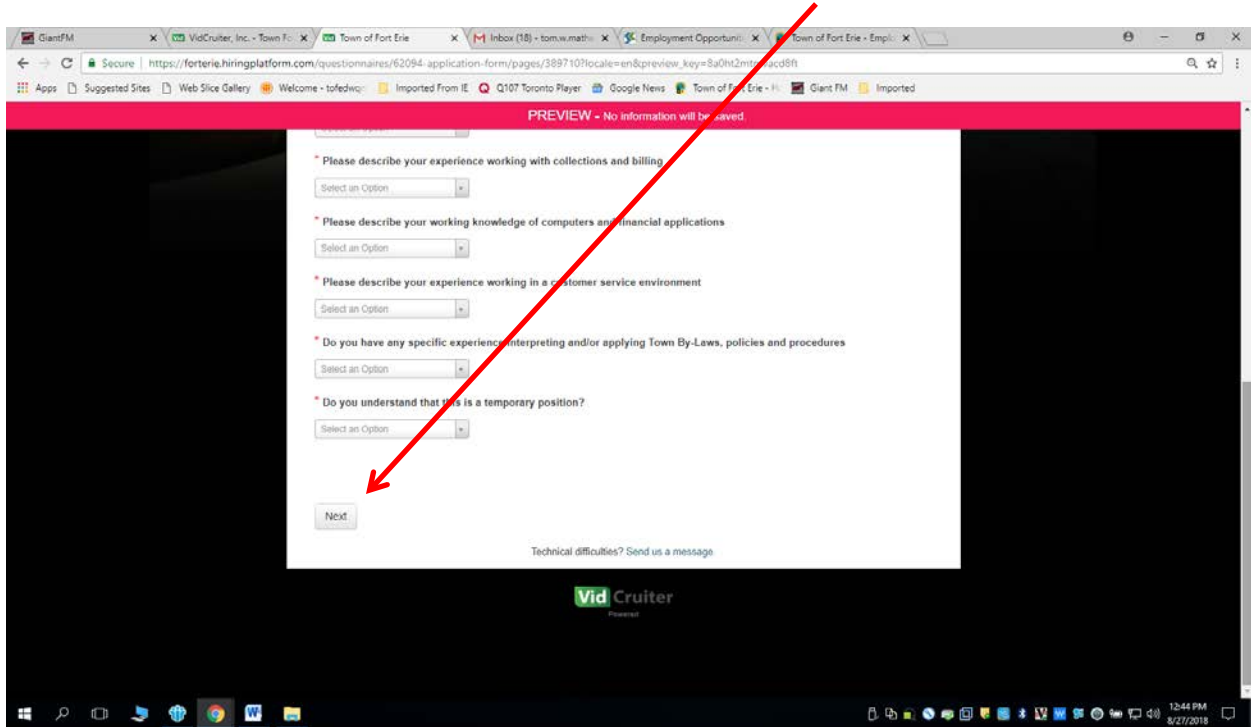 GiantFM
VidCruiter, Inc. - Town Fo
Town of Fort Erie
Inbox (18) - tom.w.mathe
Employment Opportuniti
Town of Fort Erie - Emplo
Secure https://forterie.hiringplatform.com/questionnaires/62094-application-form/pages/389710?locale=en&preview_key=
Apps Suggested Sites Web Slice Gallery Welcome - tofedwo Imported From IE Q107 Toronto Player Google News Town of Fort Erie - H Giant FM Imported
PREVIEW - No information will be saved.
* Please describe your experience working with collections and billing
Select an Option
* Please describe your working knowledge of computers and financial applications
Select an Option
* Please describe your experience working in a customer service environment
Select an Option
* Do you have any specific experience interpreting and/or applying Town By-Laws, policies and procedures
Select an Option
* Do you understand that this is a temporary position?
Select an Option
Next
Technical difficulties? Send us a message
Vid Cruiter
Powered
12:44 PM
8/27/2018